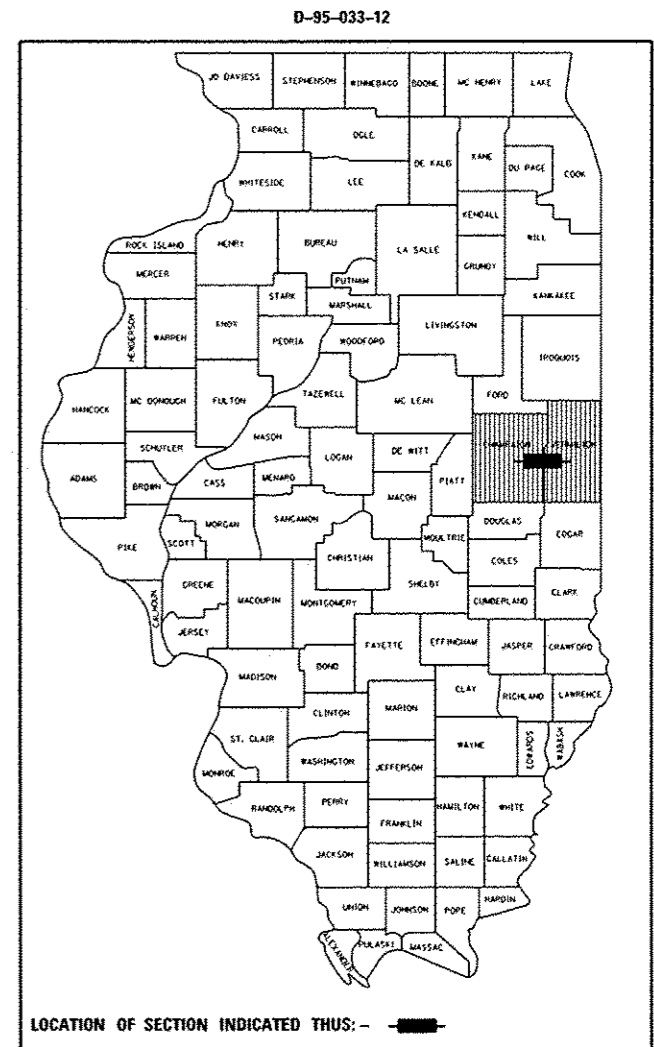 D-95-033-12
JO DAVIESS STEPHENSON WINNEBAGO BOONE MC HENRY LAKE
CARROLL OGLE DE KALB KANE DU PAGE COOK
WHITESIDE LEE
KENDALL WILL
ROCK ISLAND HENRY BUREAU LA SALLE GRUNDY
MERCER PUTNAM
STARK MARSHALL KANKAKEE
HENDERSON WARREN KNOX PEORIA WOODFORD LIVINGSTON IROQUOIS
HANCOCK MC DONOUGH FULTON TAZEWELL MC LEAN FORD
MASON
SCHUYLER LOGAN DE WITT CHAMPAIGN VERMILION
ADAMS BROWN CASS MENARD MACON PIATT
MORGAN SANGAMON DOUGLAS
PIKE SCOTT CHRISTIAN MOULTRIE EDGAR
COLES
CALHOUN GREENE SHELBY
MACOUPIN MONTGOMERY CUMBERLAND CLARK
JERSEY
FAYETTE EFFINGHAM JASPER CRAWFORD
MADISON BOND
CLAY RICHLAND LAWRENCE
CLINTON MARION
ST. CLAIR WAYNE EDWARDS WABASH
WASHINGTON JEFFERSON
MONROE
RANDOLPH PERRY HAMILTON WHITE
FRANKLIN
JACKSON WILLIAMSON SALINE GALLATIN
HARDIN
UNION JOHNSON POPE
ALEXANDER PULASKI MASSAC
LOCATION OF SECTION INDICATED THUS: -